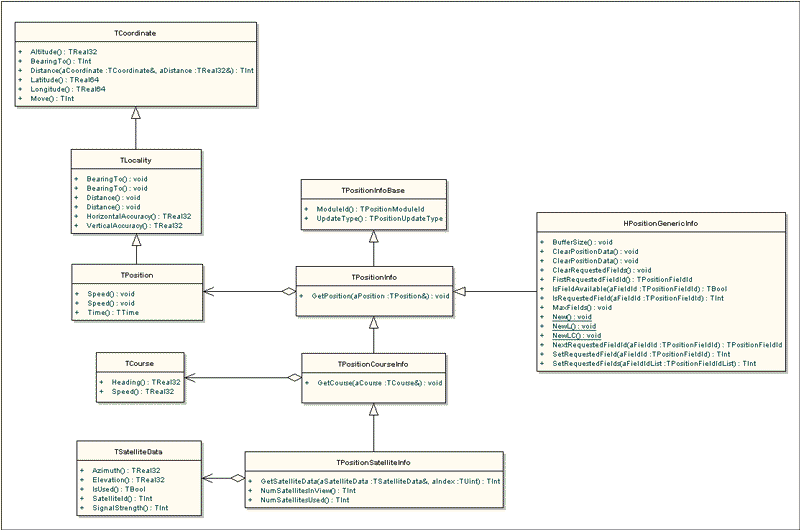 TCoordinate
+ Altitude() : TReal32
+ BearingTo() : TInt
+ Distance(aCoordinate :TCoordinate&, aDistance :TReal32&) : TInt
+ Latitude() : TReal64
+ Longitude() : TReal64
+ Move() : TInt
TLocality
+ BearingTo() : void
+ BearingTo() : void
+ Distance() : void
+ Distance() : void
+ HorizontalAccuracy() : TReal32
+ VerticalAccuracy() : TReal32
TPositionInfoBase
+ ModuleId() : TPositionModuleId
+ UpdateType() : TPositionUpdateType
HPositionGenericInfo
+ BufferSize() : void
+ ClearPositionData() : void
+ ClearPositionData() : void
+ ClearRequestedFields() : void
+ FirstRequestedFieldId() : TPositionFieldId
+ IsFieldAvailable(aFieldId :TPositionFieldId) : TBool
+ IsRequestedField(aFieldId :TPositionFieldId) : TInt
+ MaxFields() : void
+ New() : void
+ NewL() : void
+ NewLC() : void
+ NextRequestedFieldId(aFieldId :TPositionFieldId) : TPositionFieldId
+ SetRequestedField(aFieldId :TPositionFieldId) : TInt
+ SetRequestedFields(aFieldIdList :TPositionFieldIdList) : TInt
TPosition
+ Speed() : void
+ Speed() : void
+ Time() : TTime
TPositionInfo
+ GetPosition(aPosition :TPosition&) : void
TCourse
+ Heading() : TReal32
+ Speed() : TReal32
TPositionCourseInfo
+ GetCourse(aCourse :TCourse&) : void
TSatelliteData
+ Azimuth() : TReal32
+ Elevation() : TReal32
+ IsUsed() : TBool
+ SatelliteId() : TInt
+ SignalStrength() : TInt
TPositionSatelliteInfo
+ GetSatelliteData(aSatelliteData :TSatelliteData&, aIndex :TUint) : TInt
+ NumSatellitesInView() : TInt
+ NumSatellitesUsed() : TInt